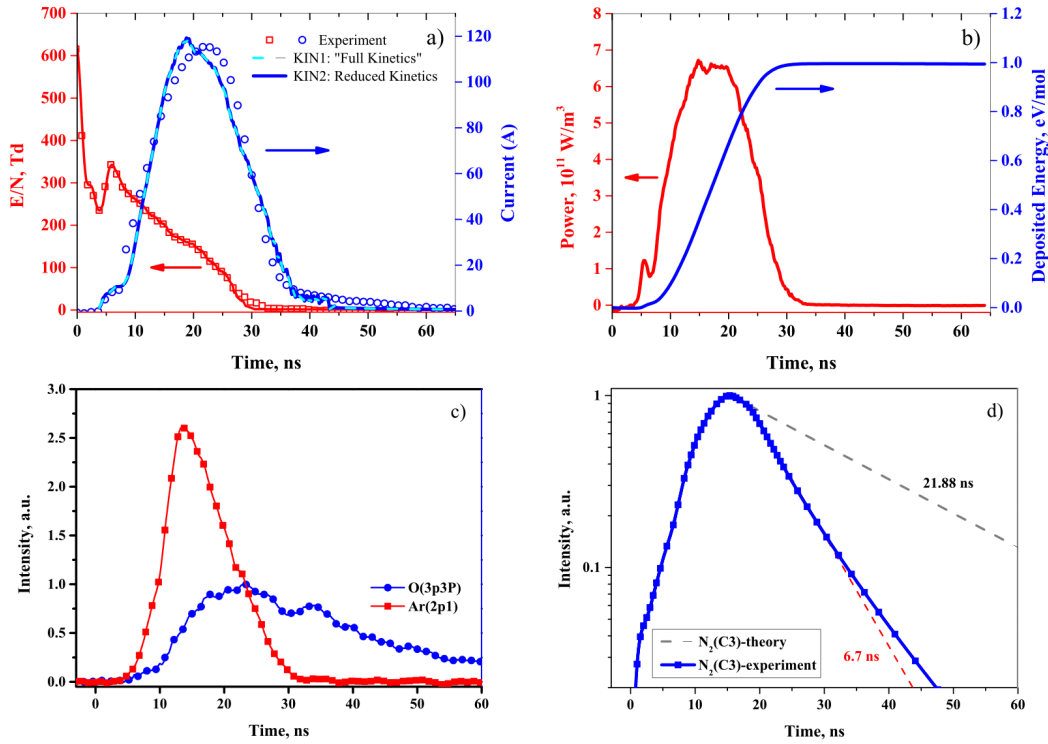 a)
Experiment
KIN1: "Full Kinetics"
KIN2: Reduced Kinetics
700
600
500
400
300
200
100
0
E/N, Td
120
100
80
60
40
20
0
Current (A)
0 10 20 30 40 50 60
Time, ns
b)
8
7
6
5
4
3
2
1
0
Power, 10¹¹ W/m³
1.2
1.0
0.8
0.6
0.4
0.2
0.0
Deposited Energy, eV/mol
0 10 20 30 40 50 60
Time, ns
c)
3.0
2.5
2.0
1.5
1.0
0.5
0.0
Intensity, a.u.
O(3p3P)
Ar(2p1)
0 10 20 30 40 50 60
Time, ns
d)
1
0.1
Intensity, a.u.
21.88 ns
6.7 ns
N₂(C3)-theory
N₂(C3)-experiment
0 10 20 30 40 50 60
Time, ns